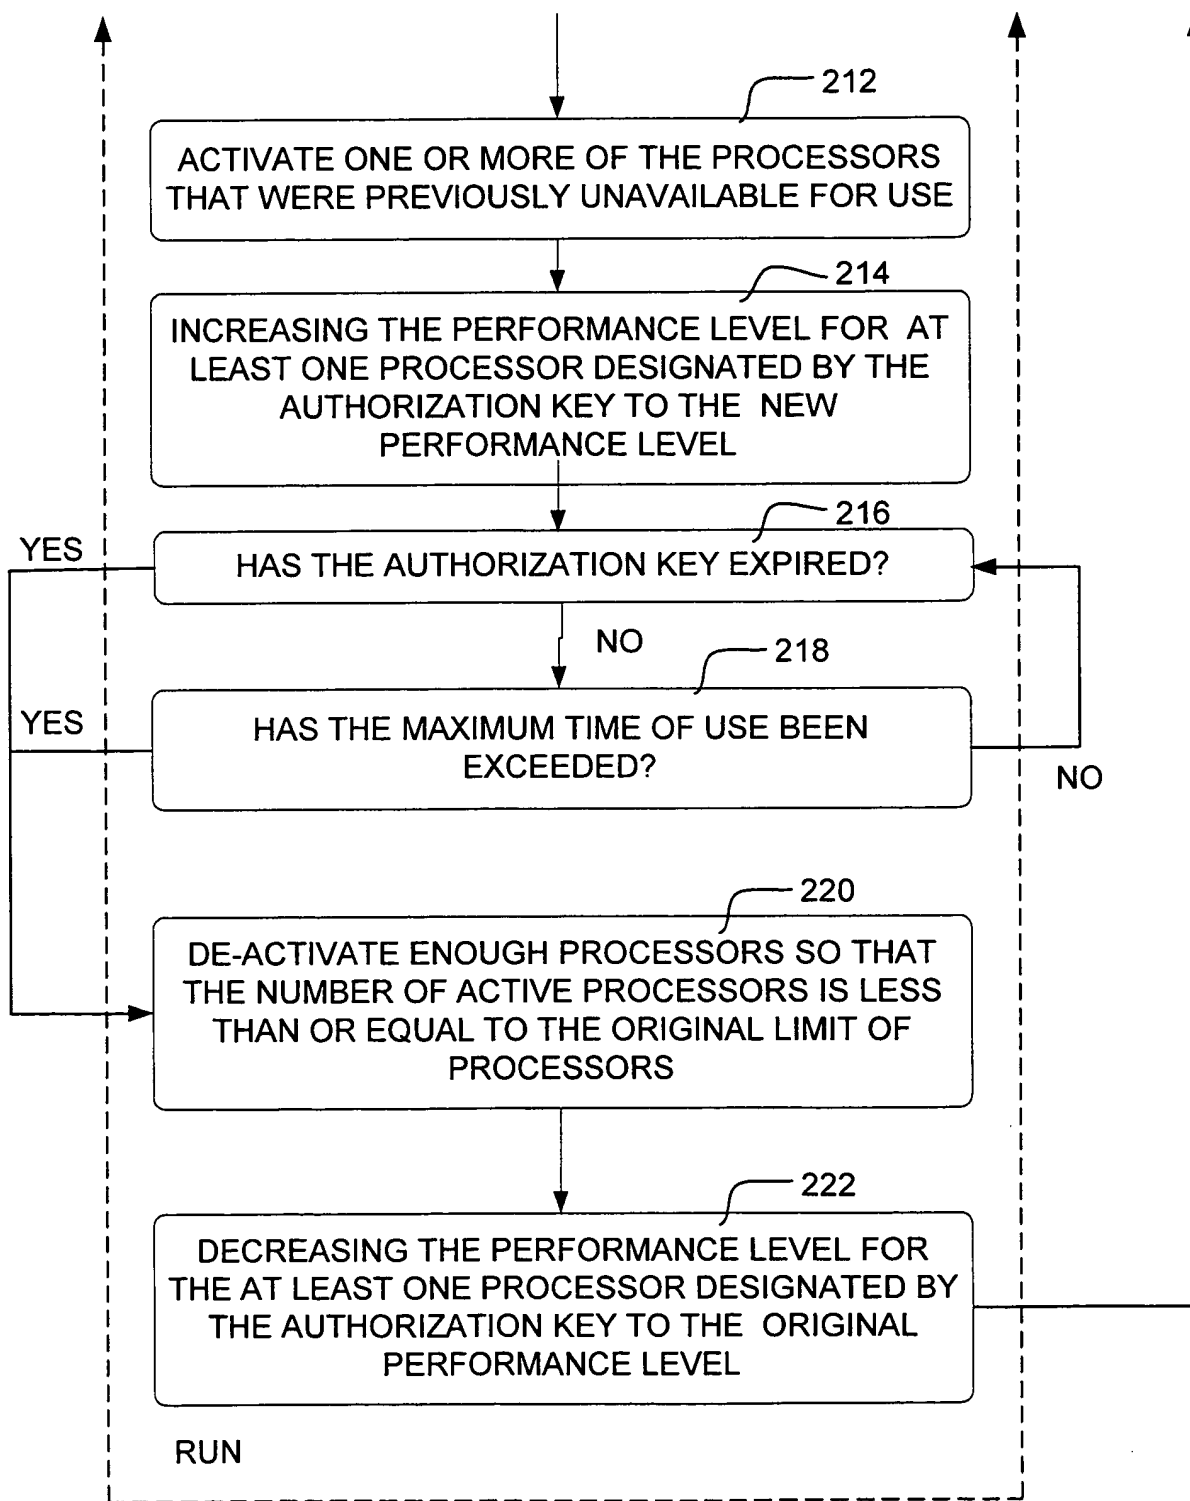 212
ACTIVATE ONE OR MORE OF THE PROCESSORS
THAT WERE PREVIOUSLY UNAVAILABLE FOR USE
214
INCREASING THE PERFORMANCE LEVEL FOR AT
LEAST ONE PROCESSOR DESIGNATED BY THE
AUTHORIZATION KEY TO THE NEW
PERFORMANCE LEVEL
216
YES
HAS THE AUTHORIZATION KEY EXPIRED?
NO
218
YES
HAS THE MAXIMUM TIME OF USE BEEN
EXCEEDED?
NO
220
DE-ACTIVATE ENOUGH PROCESSORS SO THAT
THE NUMBER OF ACTIVE PROCESSORS IS LESS
THAN OR EQUAL TO THE ORIGINAL LIMIT OF
PROCESSORS
222
DECREASING THE PERFORMANCE LEVEL FOR
THE AT LEAST ONE PROCESSOR DESIGNATED BY
THE AUTHORIZATION KEY TO THE ORIGINAL
PERFORMANCE LEVEL
RUN